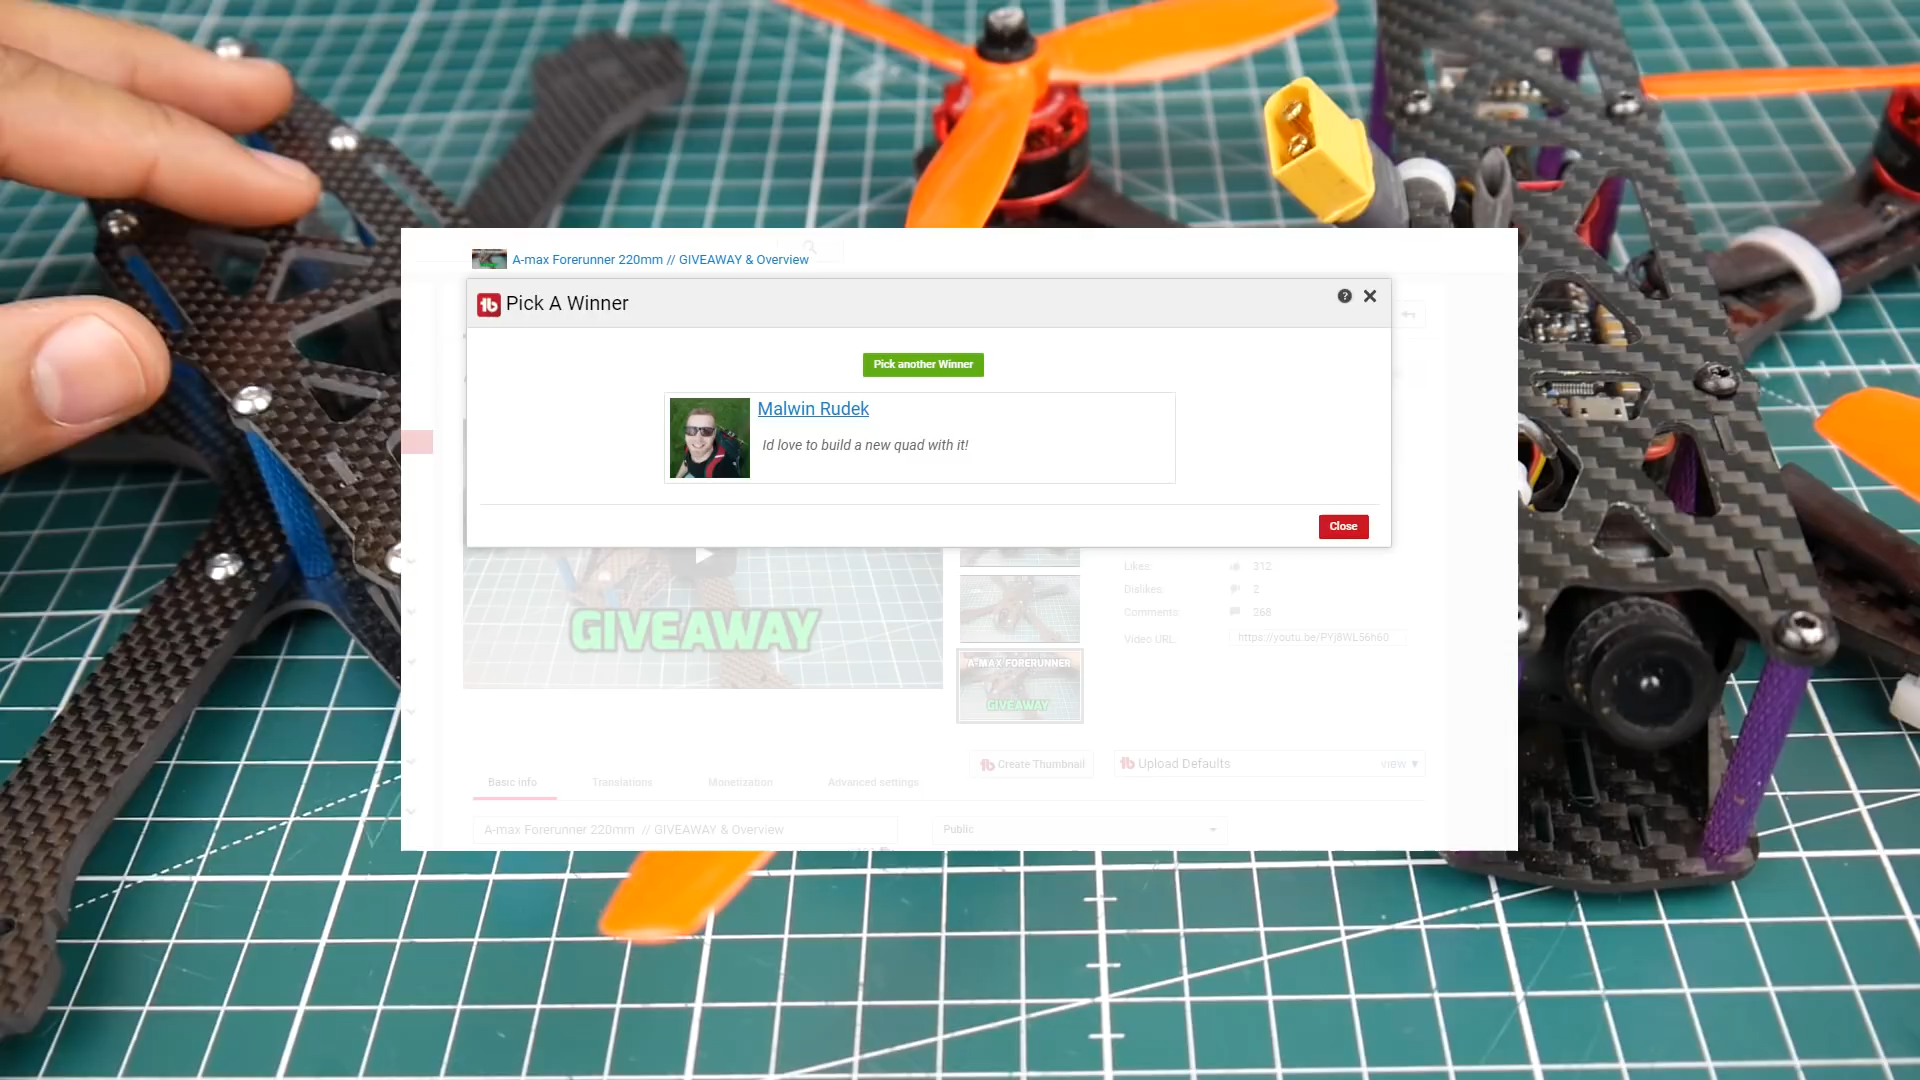 A-max Forerunner 220mm // GIVEAWAY & Overview
Pick A Winner
Pick another Winner
Malwin Rudek
Id love to build a new quad with it!
Close
Likes: 312
Dislikes: 2
Comments: 268
Video URL: https://youtu.be/PYj8WL56h60
GIVEAWAY
A-MAX FORERUNNER
GIVEAWAY
Create Thumbnail
Upload Defaults
view
Basic info
Translations
Monetization
Advanced settings
A-max Forerunner 220mm // GIVEAWAY & Overview
Public